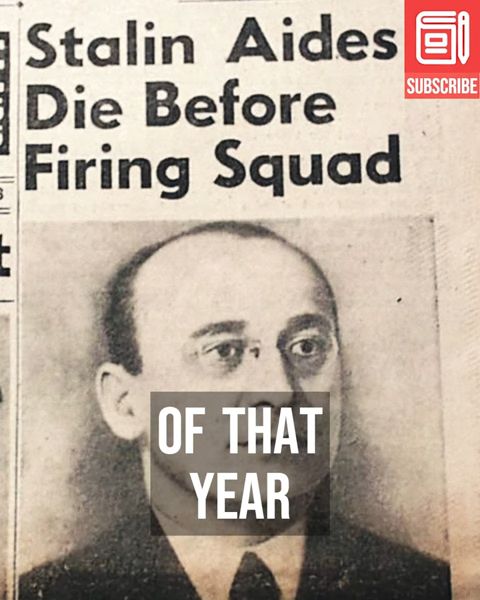 Stalin Aides
Die Before
Firing Squad
SUBSCRIBE
OF THAT
YEAR